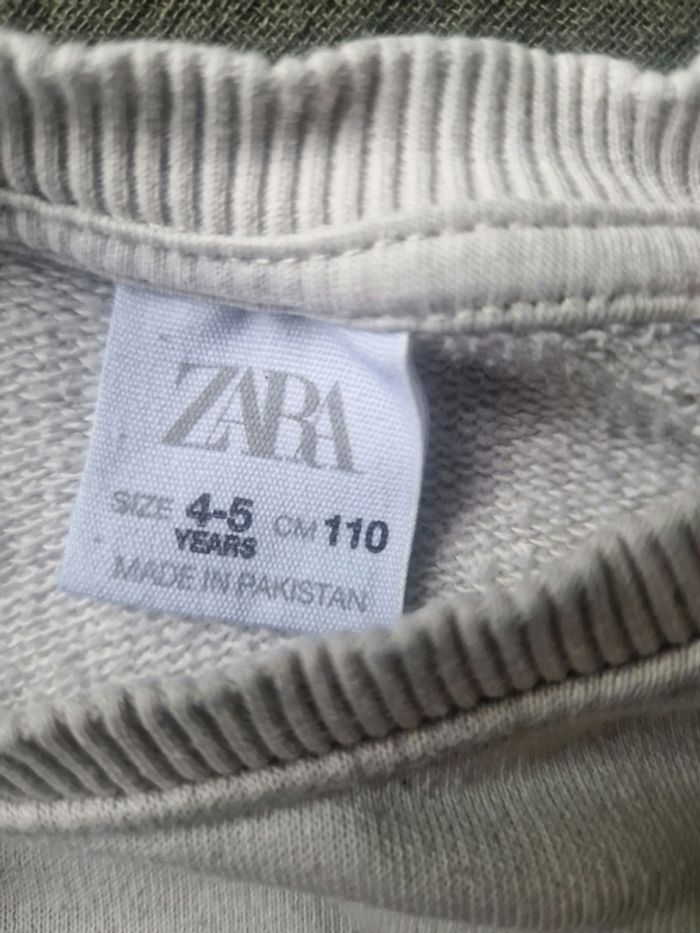 ZARA
SIZE 4-5 CM 110
YEARS
MADE IN PAKISTAN